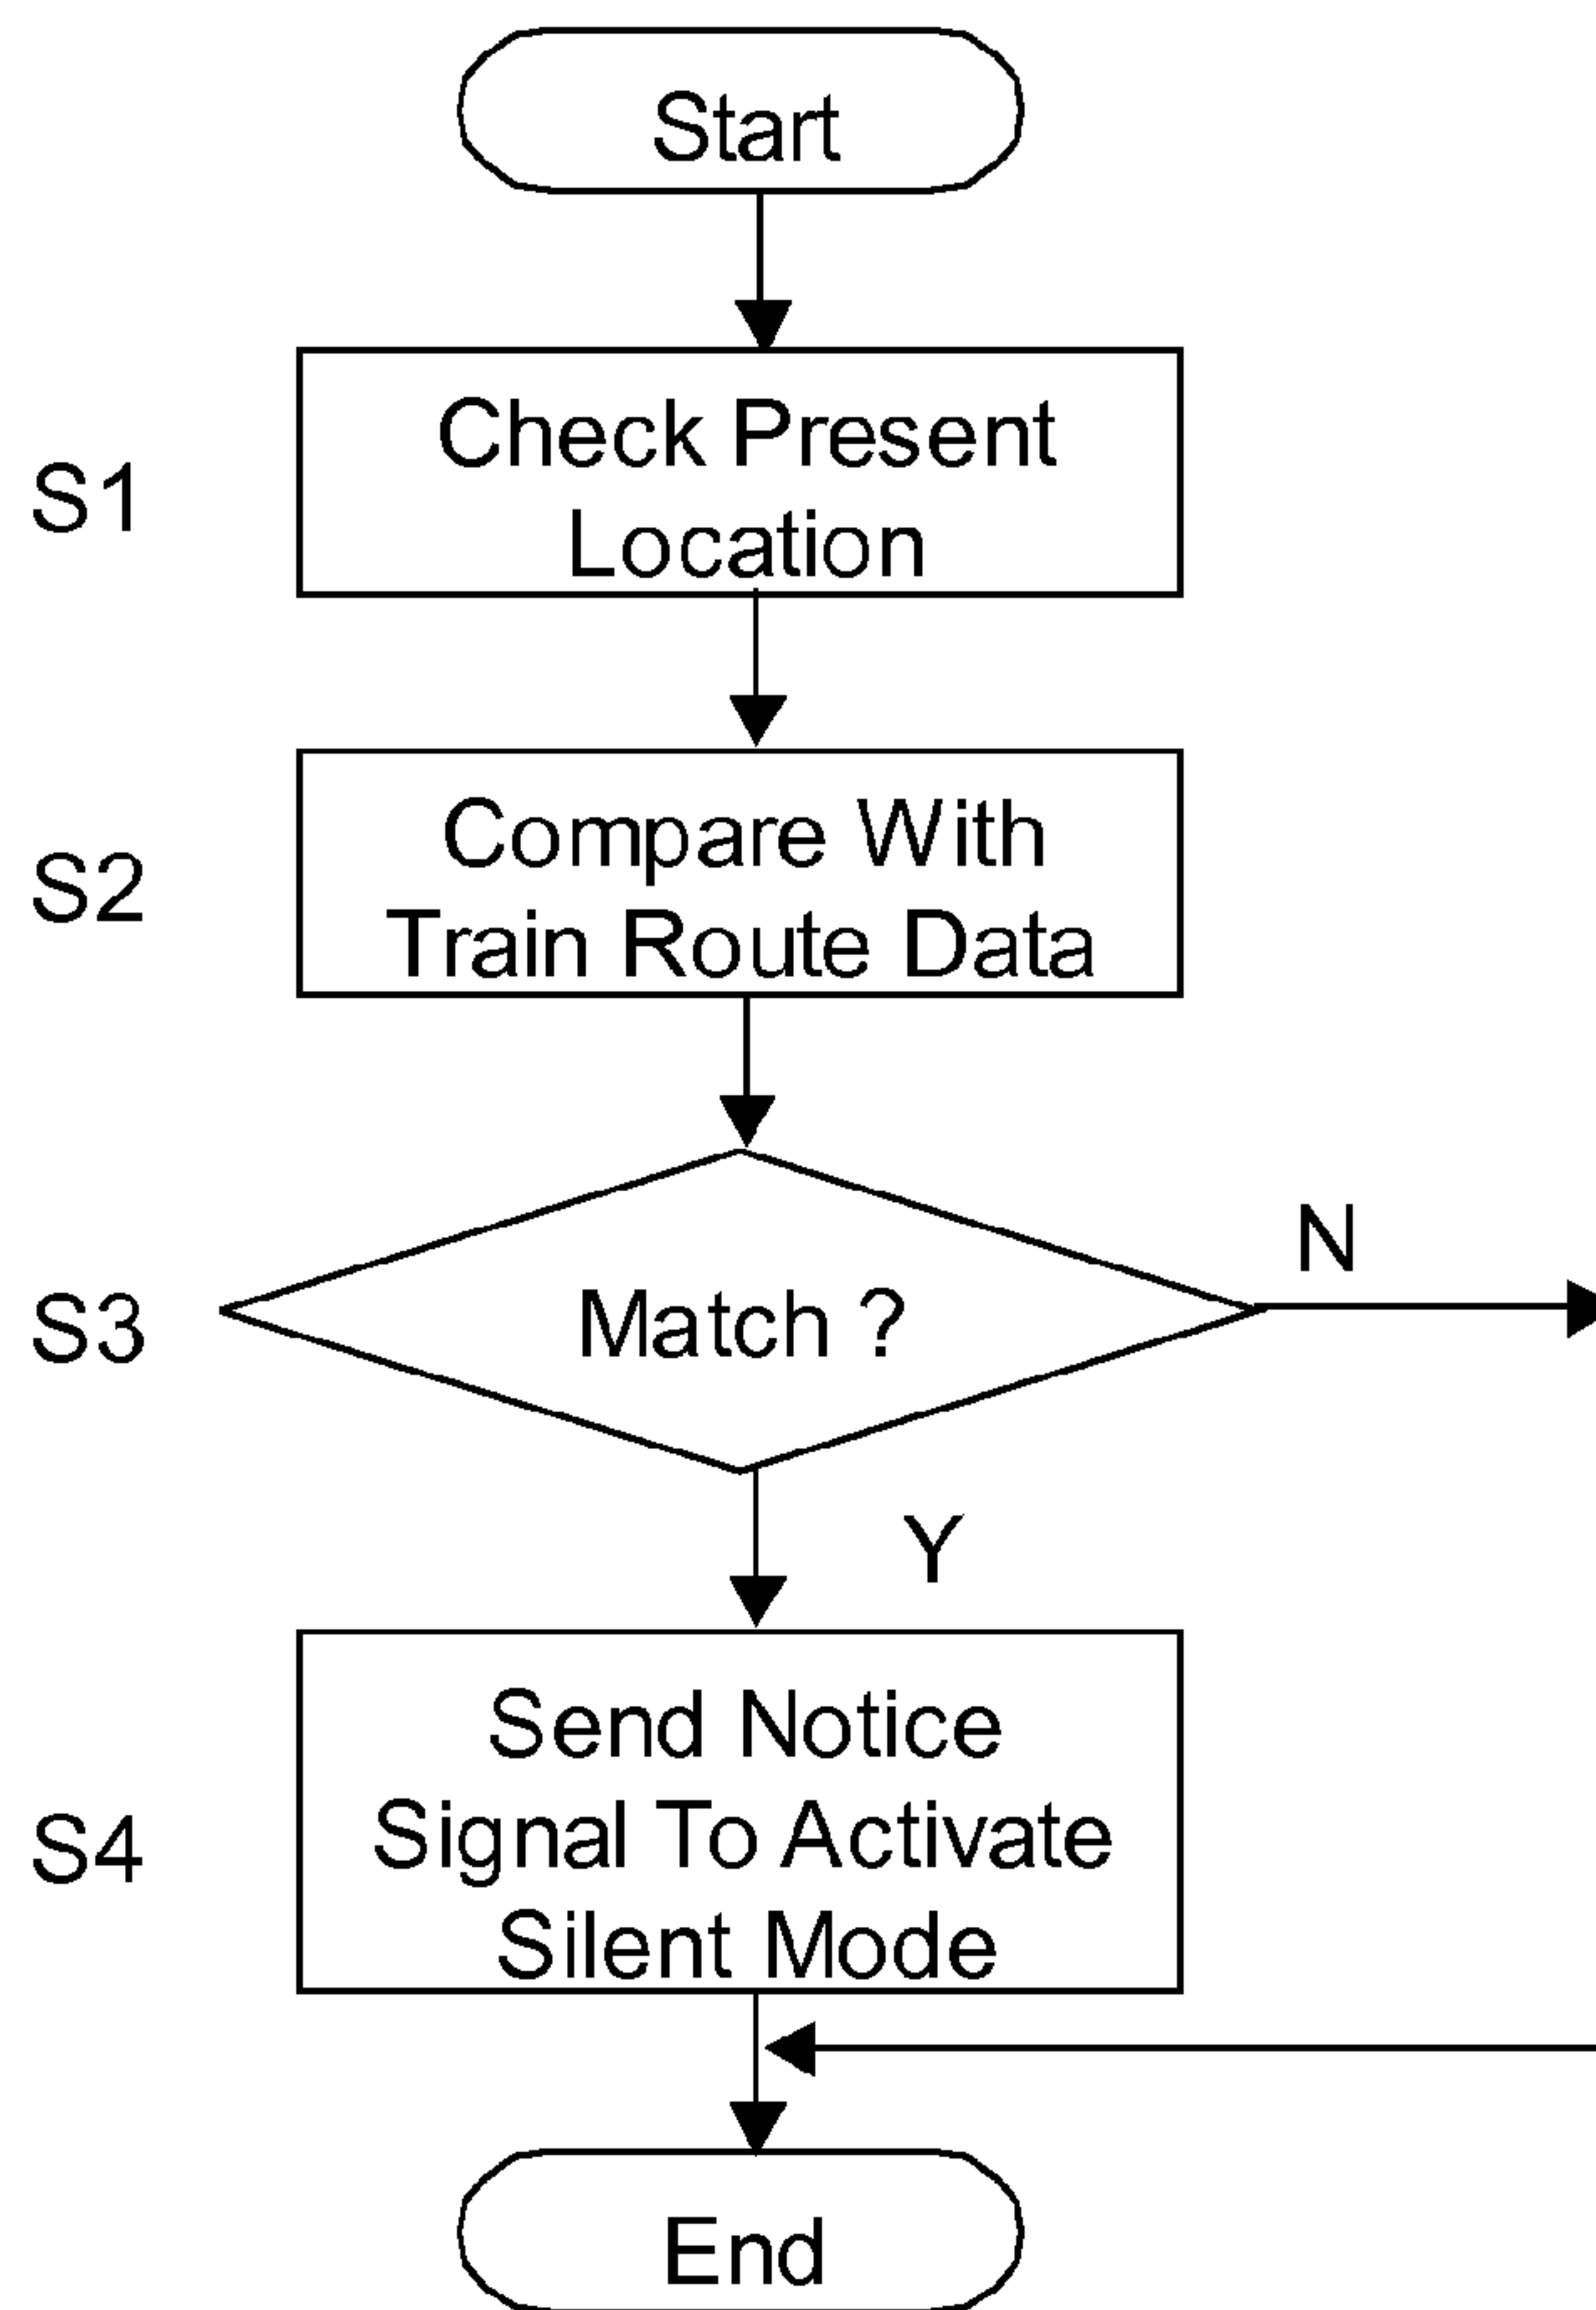 Start
S1
Check Present
Location
S2
Compare With
Train Route Data
S3
Match ?
N
Y
S4
Send Notice
Signal To Activate
Silent Mode
End